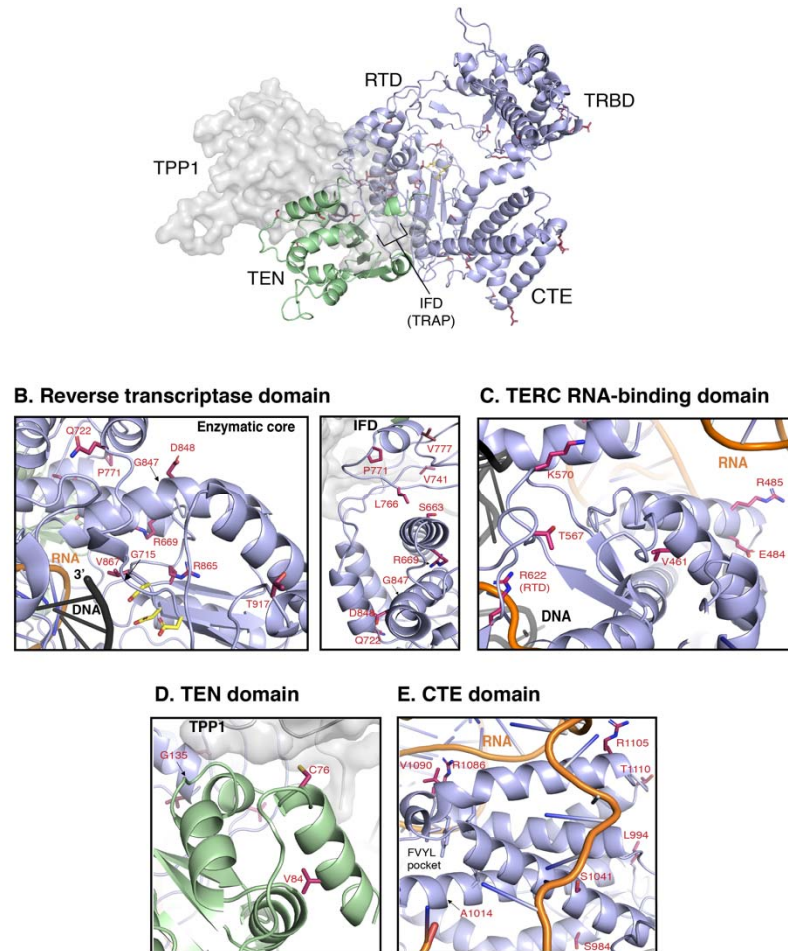 RTD
TRBD
TPP1
TEN
IFD
(TRAP)
CTE
B. Reverse transcriptase domain
Enzymatic core
Q722
D848
P771
G847
R669
RNA
V867
G715
R865
3'
DNA
T917
IFD
V777
P771
V741
L766
S663
R669
G847
D848
Q722
C. TERC RNA-binding domain
RNA
K570
R485
T567
E484
V461
R622
(RTD)
DNA
D. TEN domain
TPP1
G135
C76
V84
E. CTE domain
RNA
R1105
V1090
R1086
T1110
FVYL
pocket
L994
S1041
A1014
S984